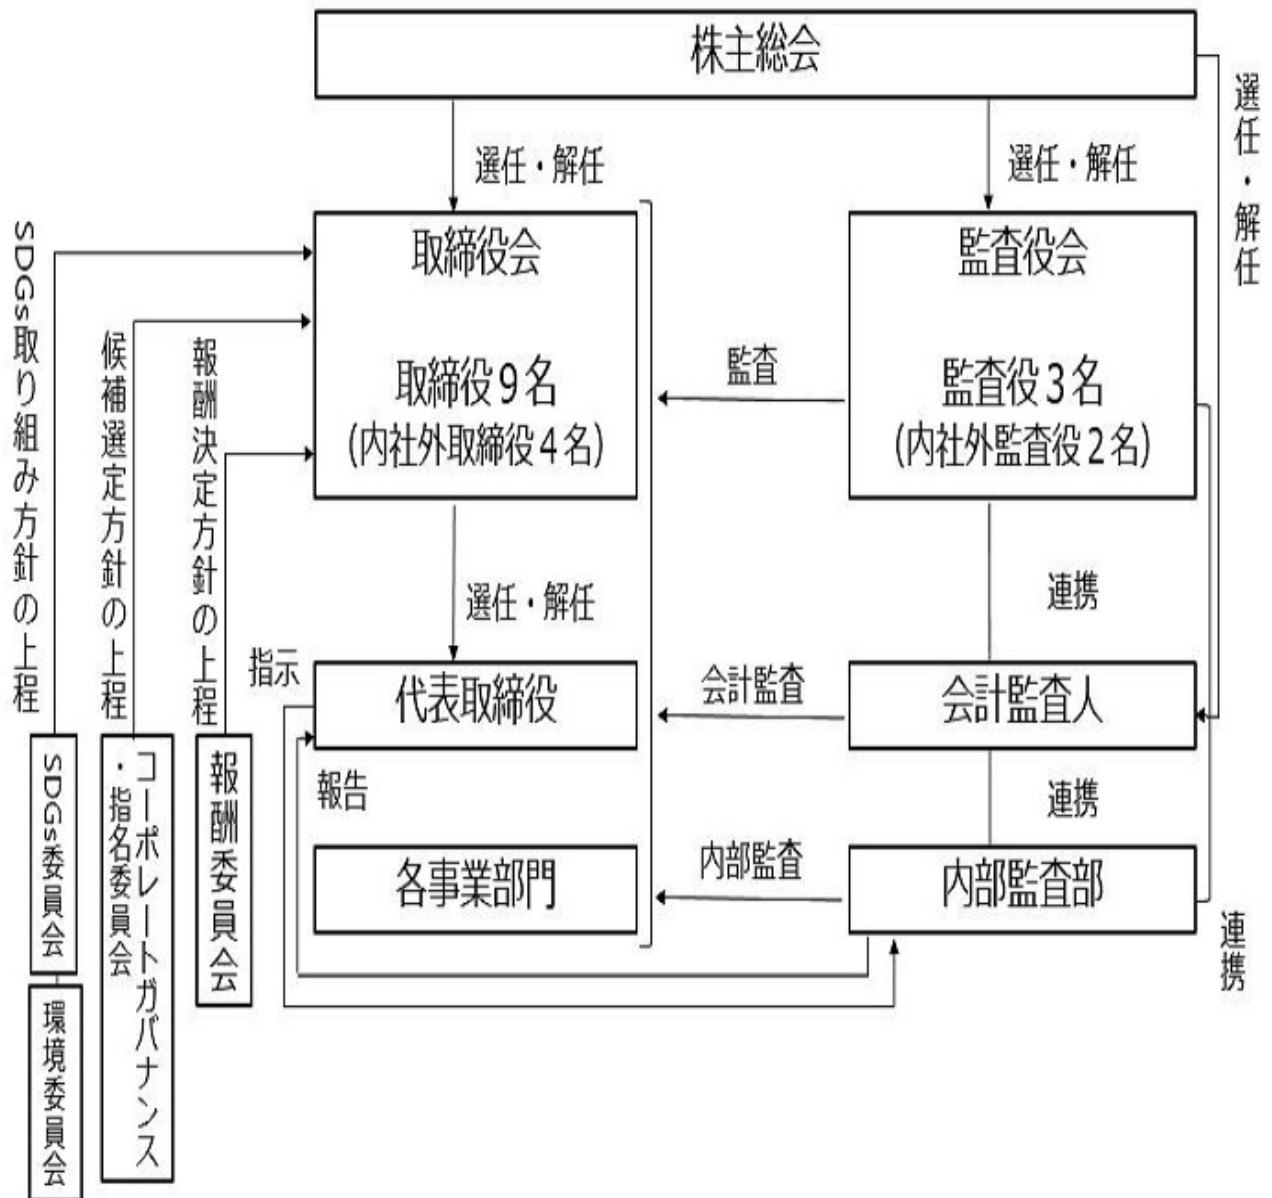 株主総会
選任・解任
選任・解任
選任・解任
取締役会
取締役9名
(内社外取締役4名)
監査役会
監査役3名
(内社外監査役2名)
監査
SDGs取り組み方針の上程
候補選定方針の上程
報酬決定方針の上程
選任・解任
連携
指示
代表取締役
会計監査
会計監査人
報告
連携
各事業部門
内部監査
内部監査部
連携
SDGs委員会
環境委員会
コーポレートガバナンス
・指名委員会
報酬委員会